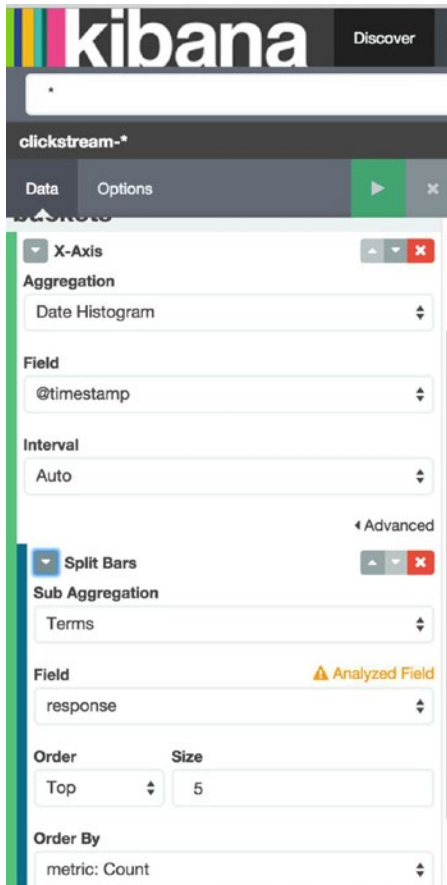 kibana
Discover
*
clickstream-*
Data Options
buckets
X-Axis
Aggregation
Date Histogram
Field
@timestamp
Interval
Auto
Advanced
Split Bars
Sub Aggregation
Terms
Field Analyzed Field
response
Order Size
Top 5
Order By
metric: Count